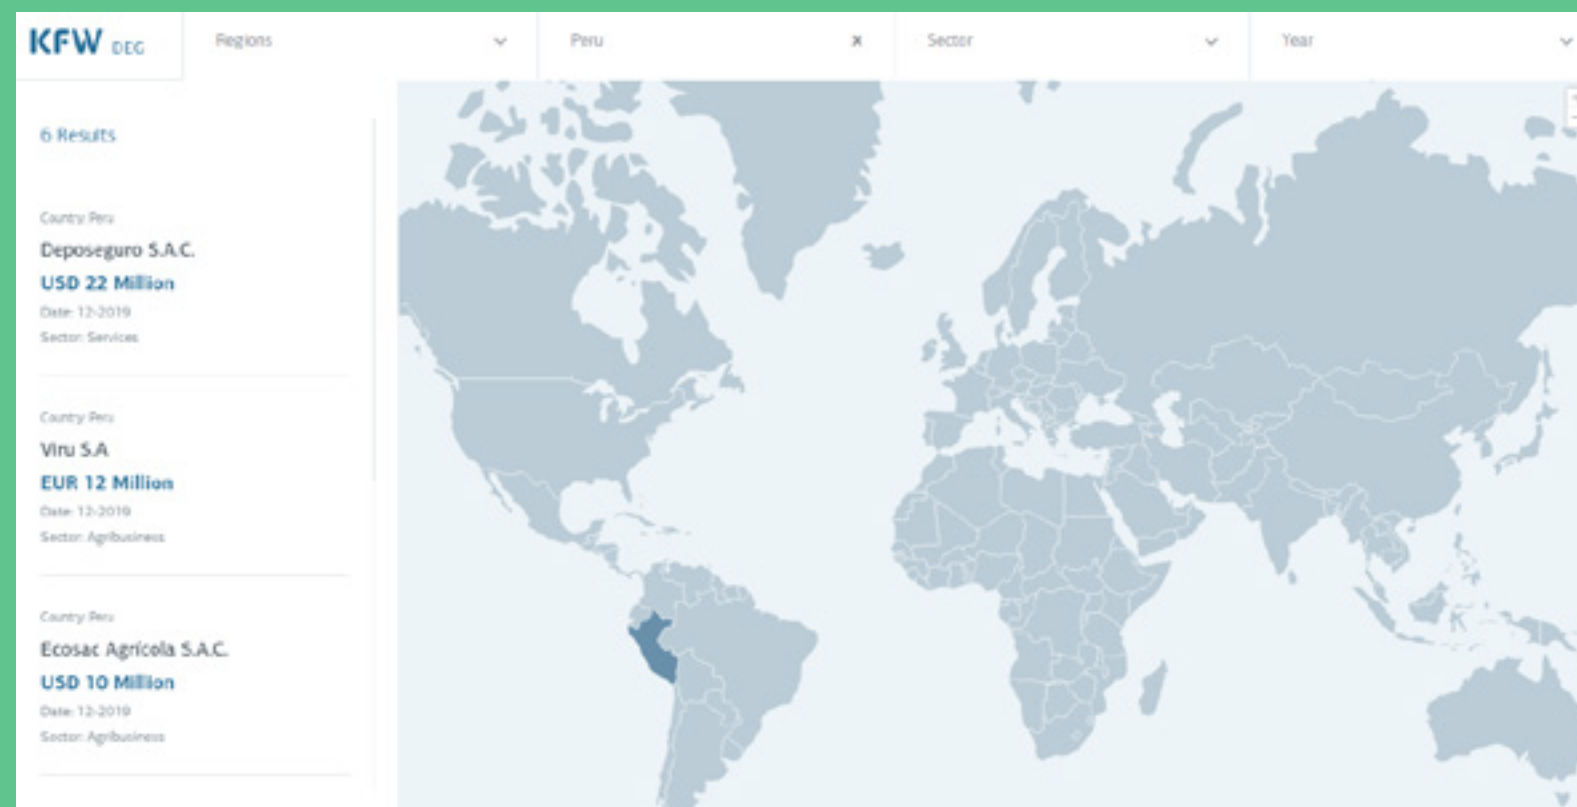 KFW DEG
Regions
Peru
x
Sector
Year
6 Results
Country: Peru
Deposeguro S.A.C.
USD 22 Million
Date: 12-2019
Sector: Services
Country: Peru
Viru S.A
EUR 12 Million
Date: 12-2019
Sector: Agribusiness
Country: Peru
Ecosac Agrícola S.A.C.
USD 10 Million
Date: 12-2019
Sector: Agribusiness